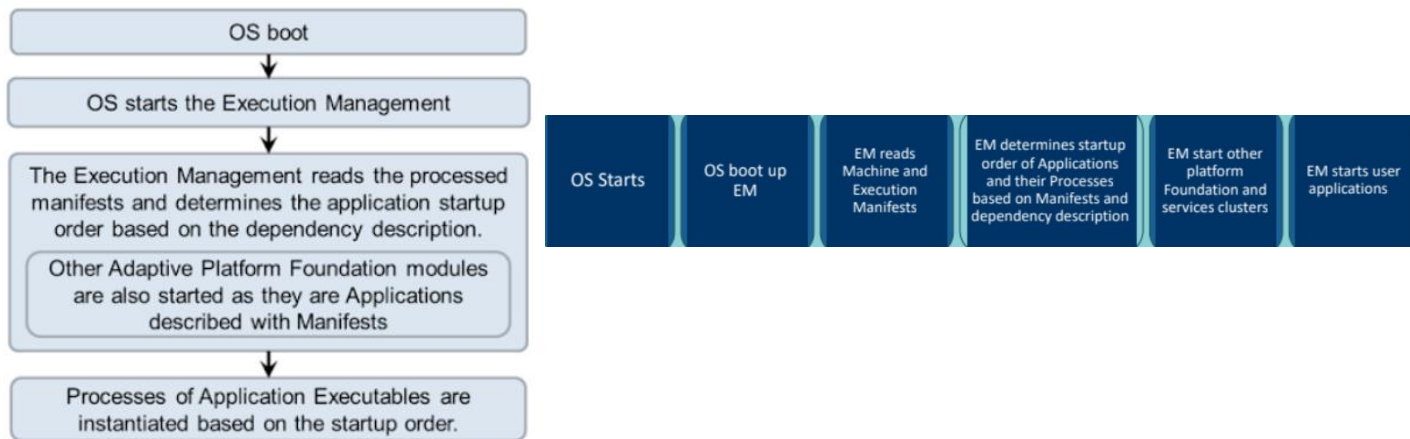 OS boot
OS starts the Execution Management
The Execution Management reads the processed
manifests and determines the application startup
order based on the dependency description.
Other Adaptive Platform Foundation modules
are also started as they are Applications
described with Manifests
Processes of Application Executables are
instantiated based on the startup order.
OS Starts
OS boot up
EM
EM reads
Machine and
Execution
Manifests
EM determines startup
order of Applications
and their Processes
based on Manifests and
dependency description
EM start other
platform
Foundation and
services clusters
EM starts user
applications